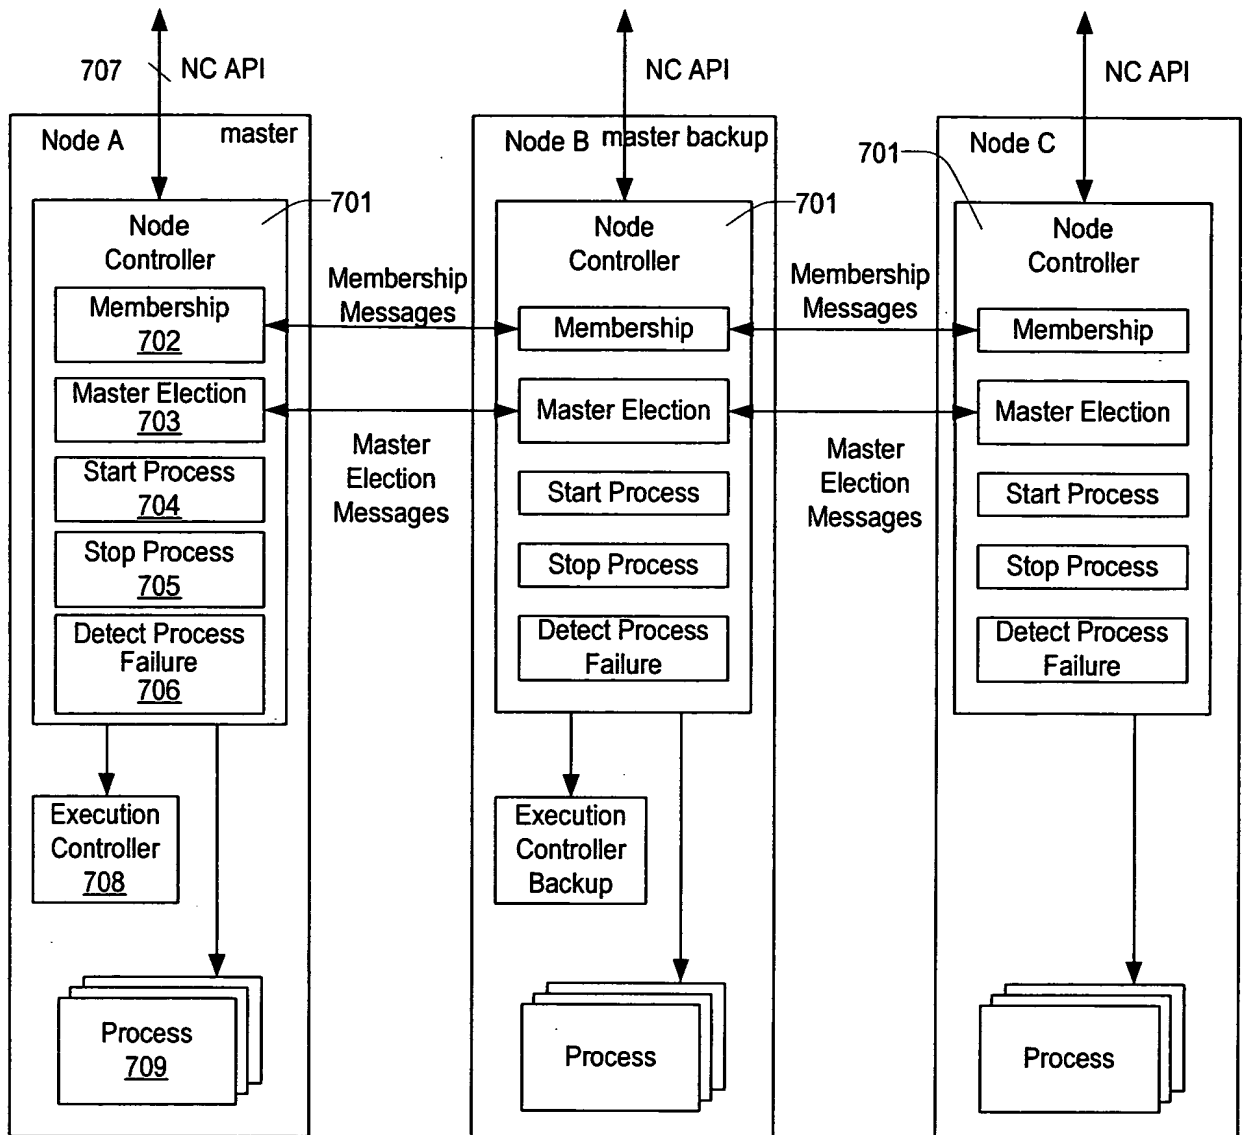 707
NC API
NC API
NC API
Node A
master
Node B
master backup
Node C
701
701
701
Node
Controller
Membership
702
Master Election
703
Start Process
704
Stop Process
705
Detect Process
Failure
706
Execution
Controller
708
Process
709
Membership
Messages
Master
Election
Messages
Node
Controller
Membership
Master Election
Start Process
Stop Process
Detect Process
Failure
Execution
Controller
Backup
Process
Membership
Messages
Master
Election
Messages
Node
Controller
Membership
Master Election
Start Process
Stop Process
Detect Process
Failure
Process